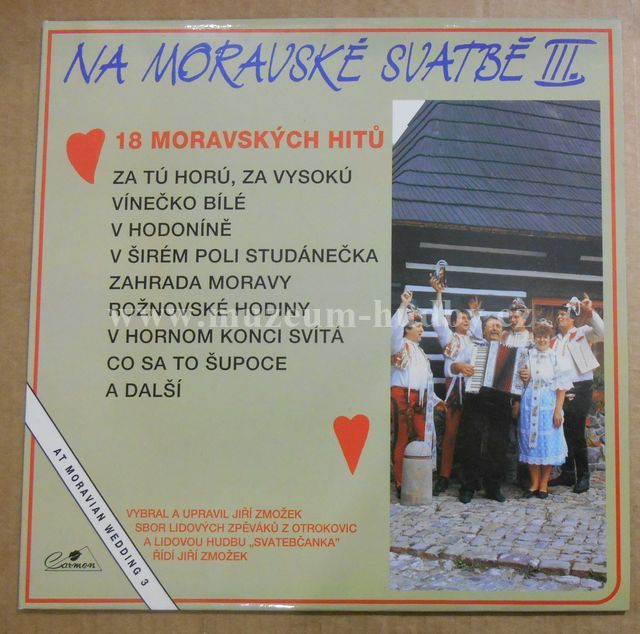 NA MORAVSKÉ SVATBĚ III.
18 MORAVSKÝCH HITŮ
ZA TÚ HORÚ, ZA VYSOKÚ
VÍNEČKO BÍLÉ
V HODONÍNĚ
V ŠIRÉM POLI STUDÁNEČKA
ZAHRADA MORAVY
ROŽNOVSKÉ HODINY
www.muzeum-hudby.cz
V HORNOM KONCI SVÍTÁ
CO SA TO ŠUPOCE
A DALŠÍ
AT MORAVIAN WEDDING 3
VYBRAL A UPRAVIL JIŘÍ ZMOŽEK
SBOR LIDOVÝCH ZPĚVÁKŮ Z OTROKOVIC
A LIDOVOU HUDBU „SVATEBČANKA"
ŘÍDÍ JIŘÍ ZMOŽEK
Carmon